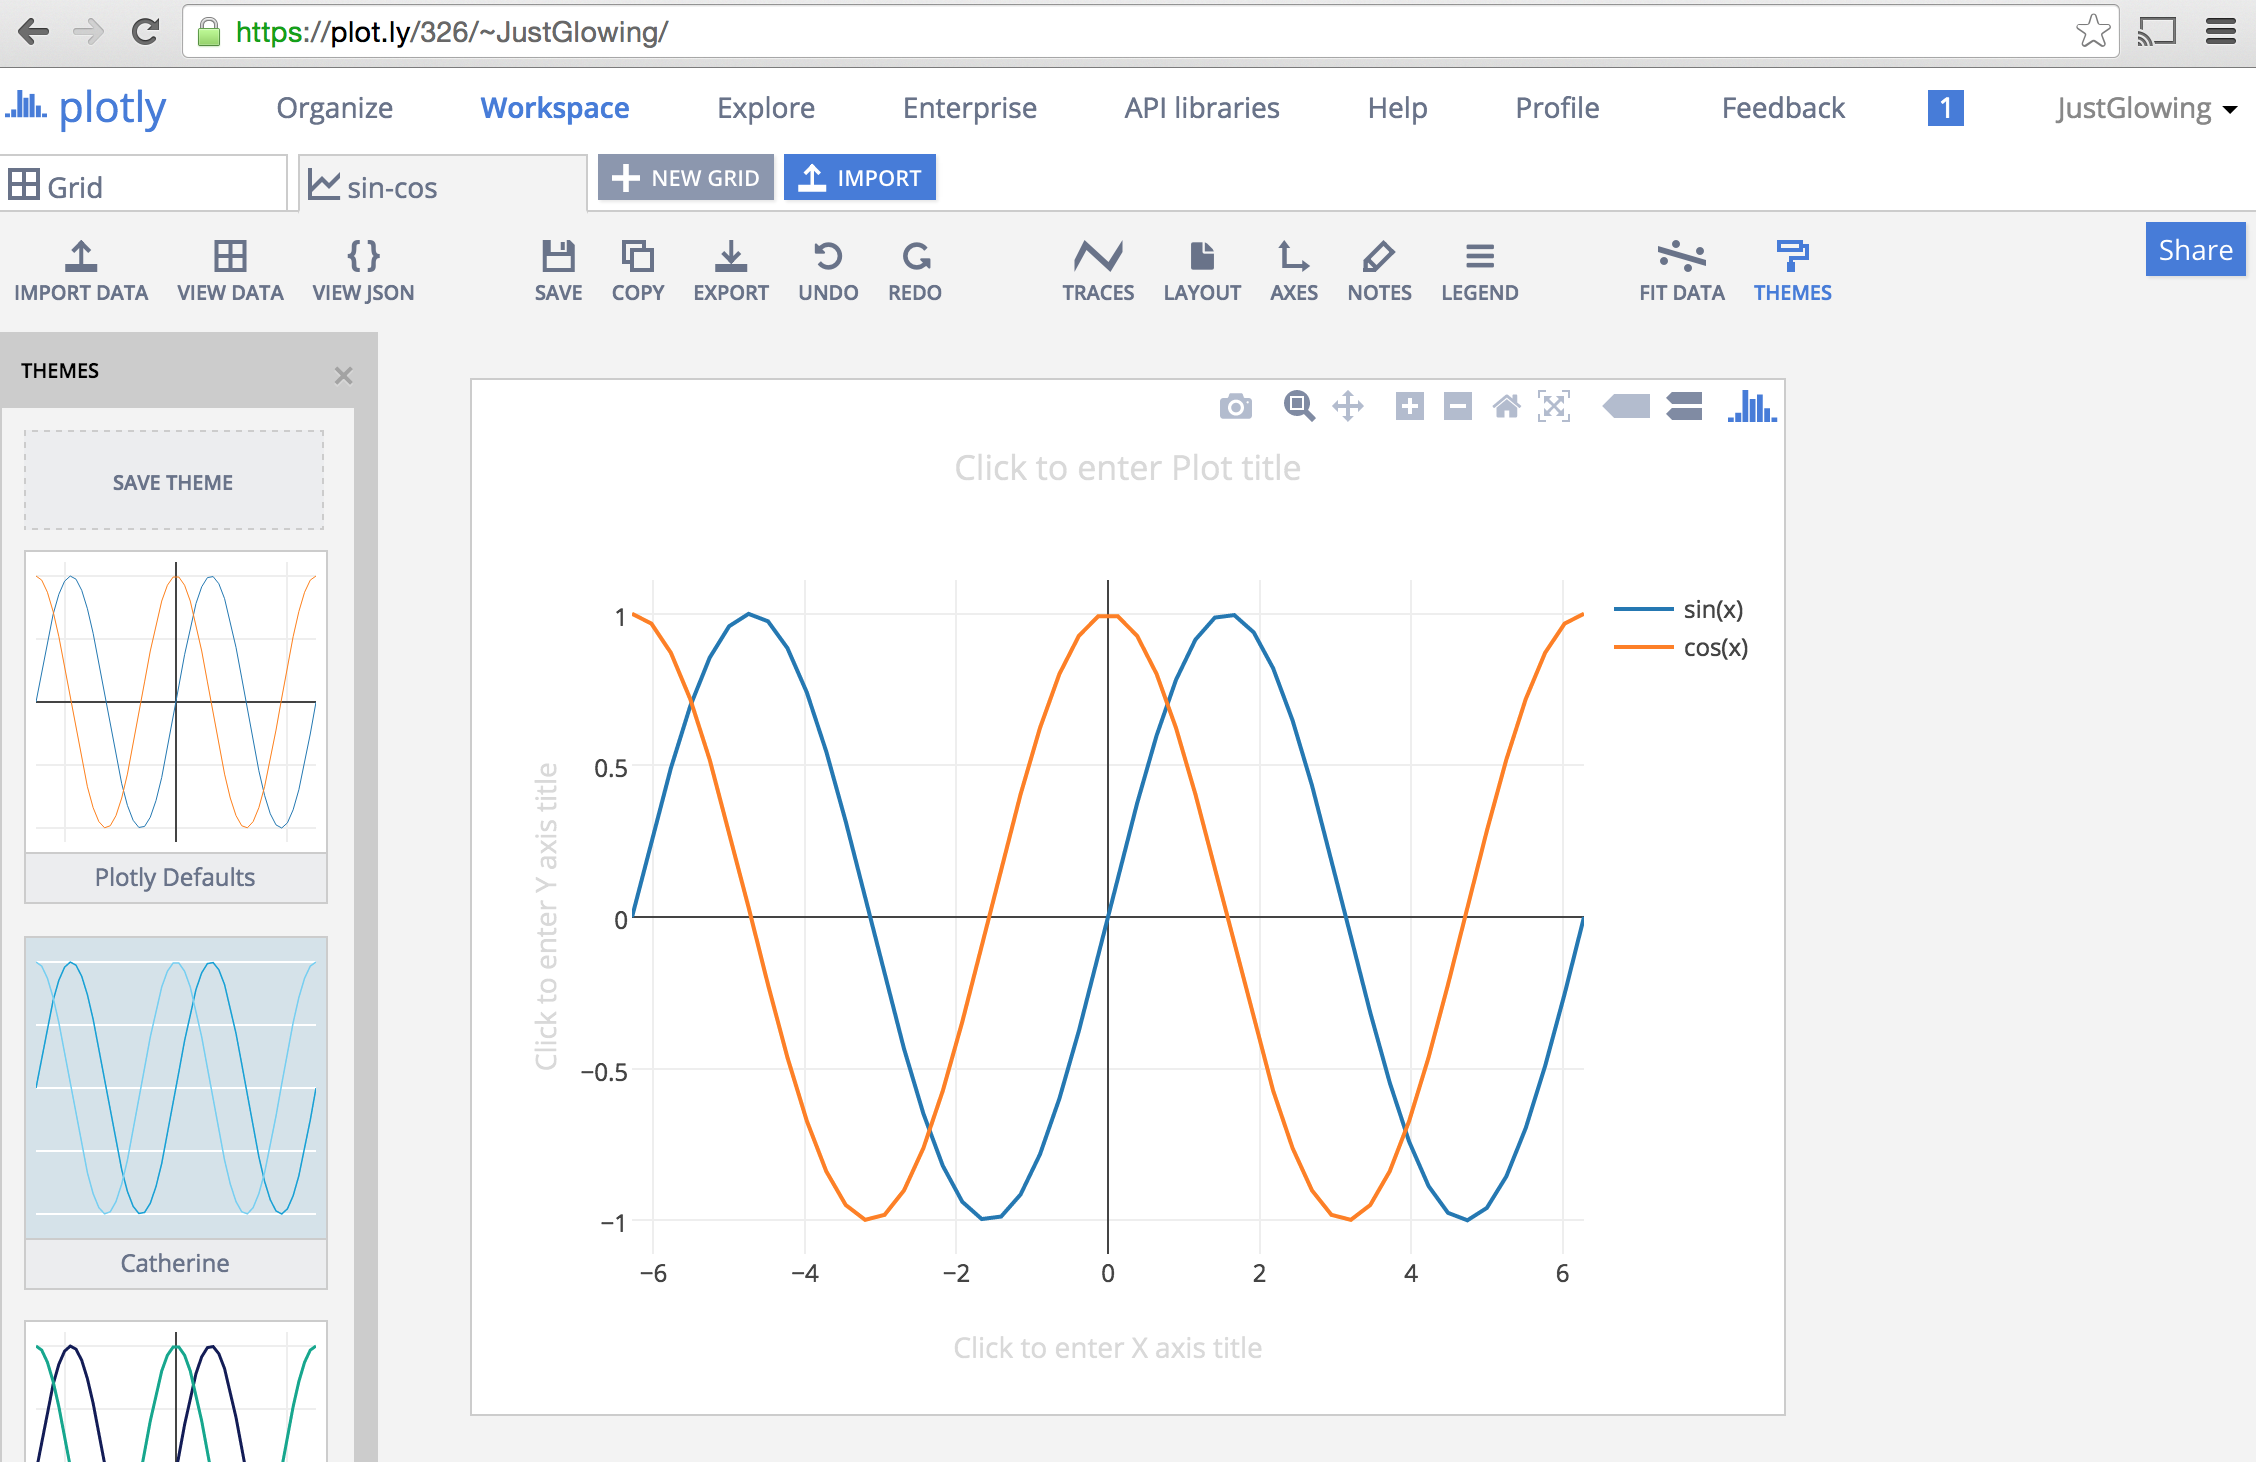 https://plot.ly/326/~JustGlowing/
plotly
Organize
Workspace
Explore
Enterprise
API libraries
Help
Profile
Feedback
1
JustGlowing
Grid
sin-cos
NEW GRID
IMPORT
IMPORT DATA
VIEW DATA
{ }
VIEW JSON
SAVE
COPY
EXPORT
UNDO
REDO
TRACES
LAYOUT
AXES
NOTES
LEGEND
FIT DATA
THEMES
Share
THEMES
SAVE THEME
Plotly Defaults
Catherine
Click to enter Plot title
sin(x)
cos(x)
Click to enter Y axis title
1
0.5
0
−0.5
−1
−6
−4
−2
0
2
4
6
Click to enter X axis title